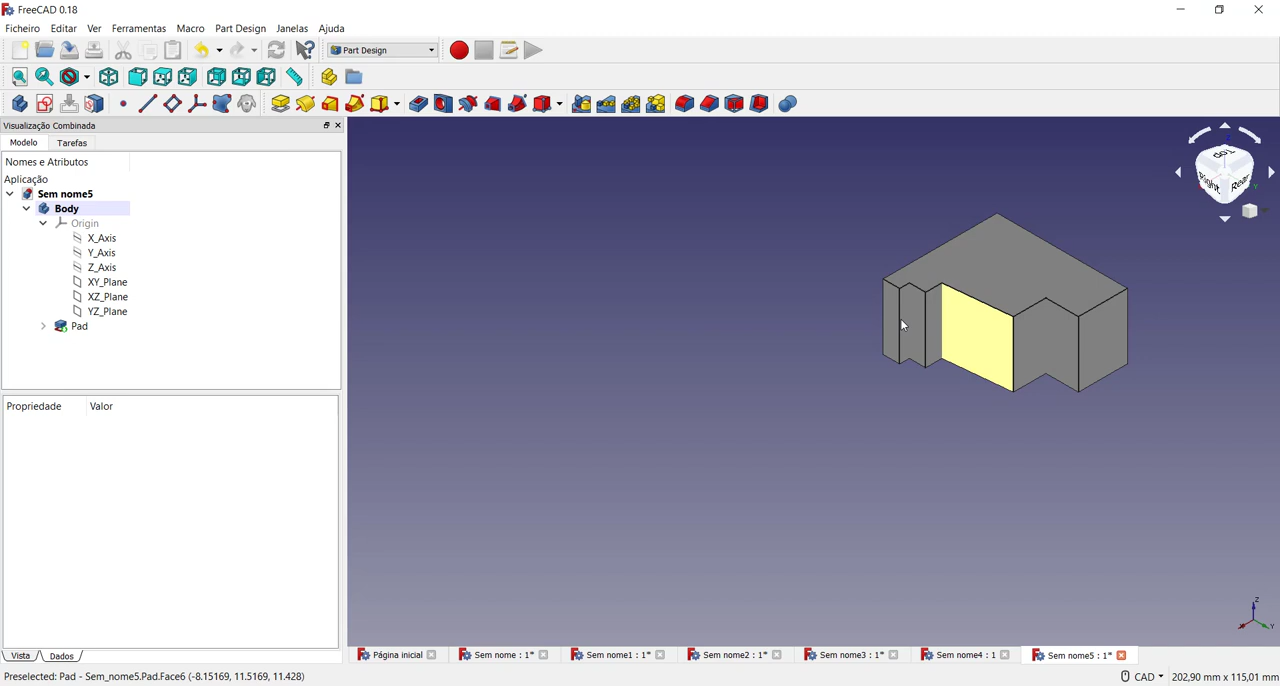 FreeCAD 0.18
Ficheiro Editar Ver Ferramentas Macro Part Design Janelas Ajuda
Part Design
Visualização Combinada
Modelo Tarefas
Nomes e Atributos
Aplicação
Sem nome5
Body
Origin
X_Axis
Y_Axis
Z_Axis
XY_Plane
XZ_Plane
YZ_Plane
Pad
Propriedade Valor
Top
Right Rear
Y
Z
X Y
Vista Dados
Página inicial Sem nome : 1* Sem nome1 : 1* Sem nome2 : 1* Sem nome3 : 1* Sem nome4 : 1 Sem nome5 : 1*
Preselected: Pad - Sem_nome5.Pad.Face6 (-8.15169, 11.5169, 11.428) CAD 202,90 mm x 115,01 mm